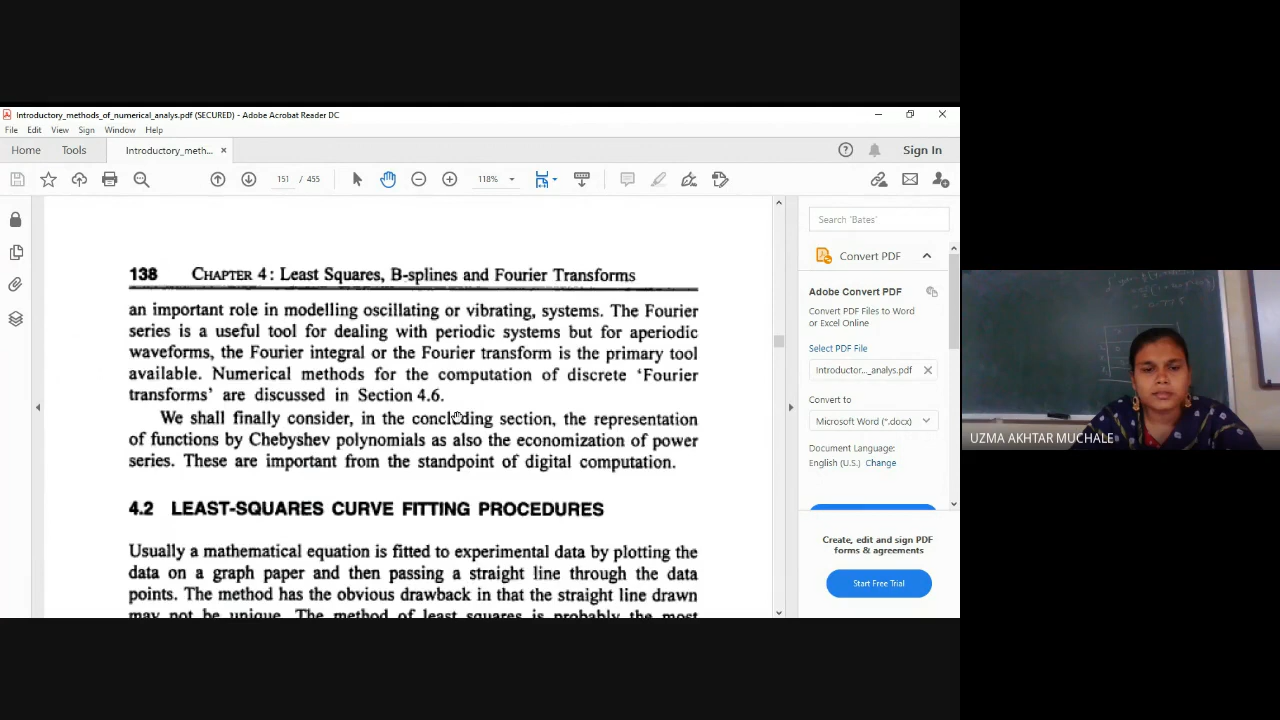 Introductory_methods_of_numerical_analys.pdf (SECURED) - Adobe Acrobat Reader DC
File Edit View Sign Window Help
Home Tools Introductory_meth... × Sign In
151 / 455 118%
138 CHAPTER 4 : Least Squares, B-splines and Fourier Transforms
an important role in modelling oscillating or vibrating, systems. The Fourier
series is a useful tool for dealing with periodic systems but for aperiodic
waveforms, the Fourier integral or the Fourier transform is the primary tool
available. Numerical methods for the computation of discrete ‘Fourier
transforms’ are discussed in Section 4.6.
We shall finally consider, in the concluding section, the representation
of functions by Chebyshev polynomials as also the economization of power
series. These are important from the standpoint of digital computation.
4.2 LEAST-SQUARES CURVE FITTING PROCEDURES
Usually a mathematical equation is fitted to experimental data by plotting the
data on a graph paper and then passing a straight line through the data
points. The method has the obvious drawback in that the straight line drawn
may not be unique. The method of least squares is probably the most
Search 'Bates'
Convert PDF
Adobe Convert PDF
Convert PDF Files to Word
or Excel Online
Select PDF File
Introductor..._analys.pdf
Convert to
Microsoft Word (*.docx)
Document Language:
English (U.S.) Change
Create, edit and sign PDF
forms & agreements
Start Free Trial
UZMA AKHTAR MUCHALE